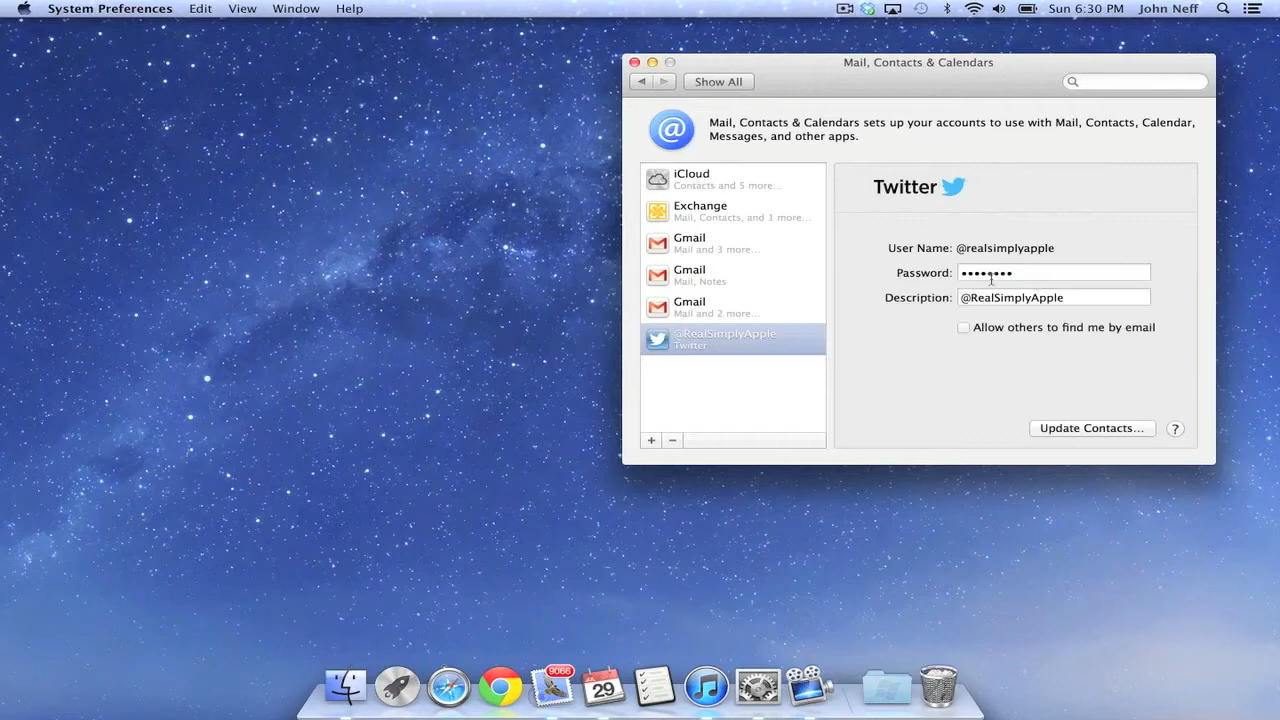 System Preferences Edit View Window Help Sun 6:30 PM John Neff
Mail, Contacts & Calendars
Show All
Mail, Contacts & Calendars sets up your accounts to use with Mail, Contacts, Calendar,
Messages, and other apps.
iCloud
Contacts and 5 more...
Exchange
Mail, Contacts, and 1 more...
Gmail
Mail and 3 more...
Gmail
Mail, Notes
Gmail
Mail and 2 more...
@RealSimplyApple
Twitter
Twitter
User Name: @realsimplyapple
Password: ••••••••
Description: @RealSimplyApple
Allow others to find me by email
Update Contacts... ?
9066
29